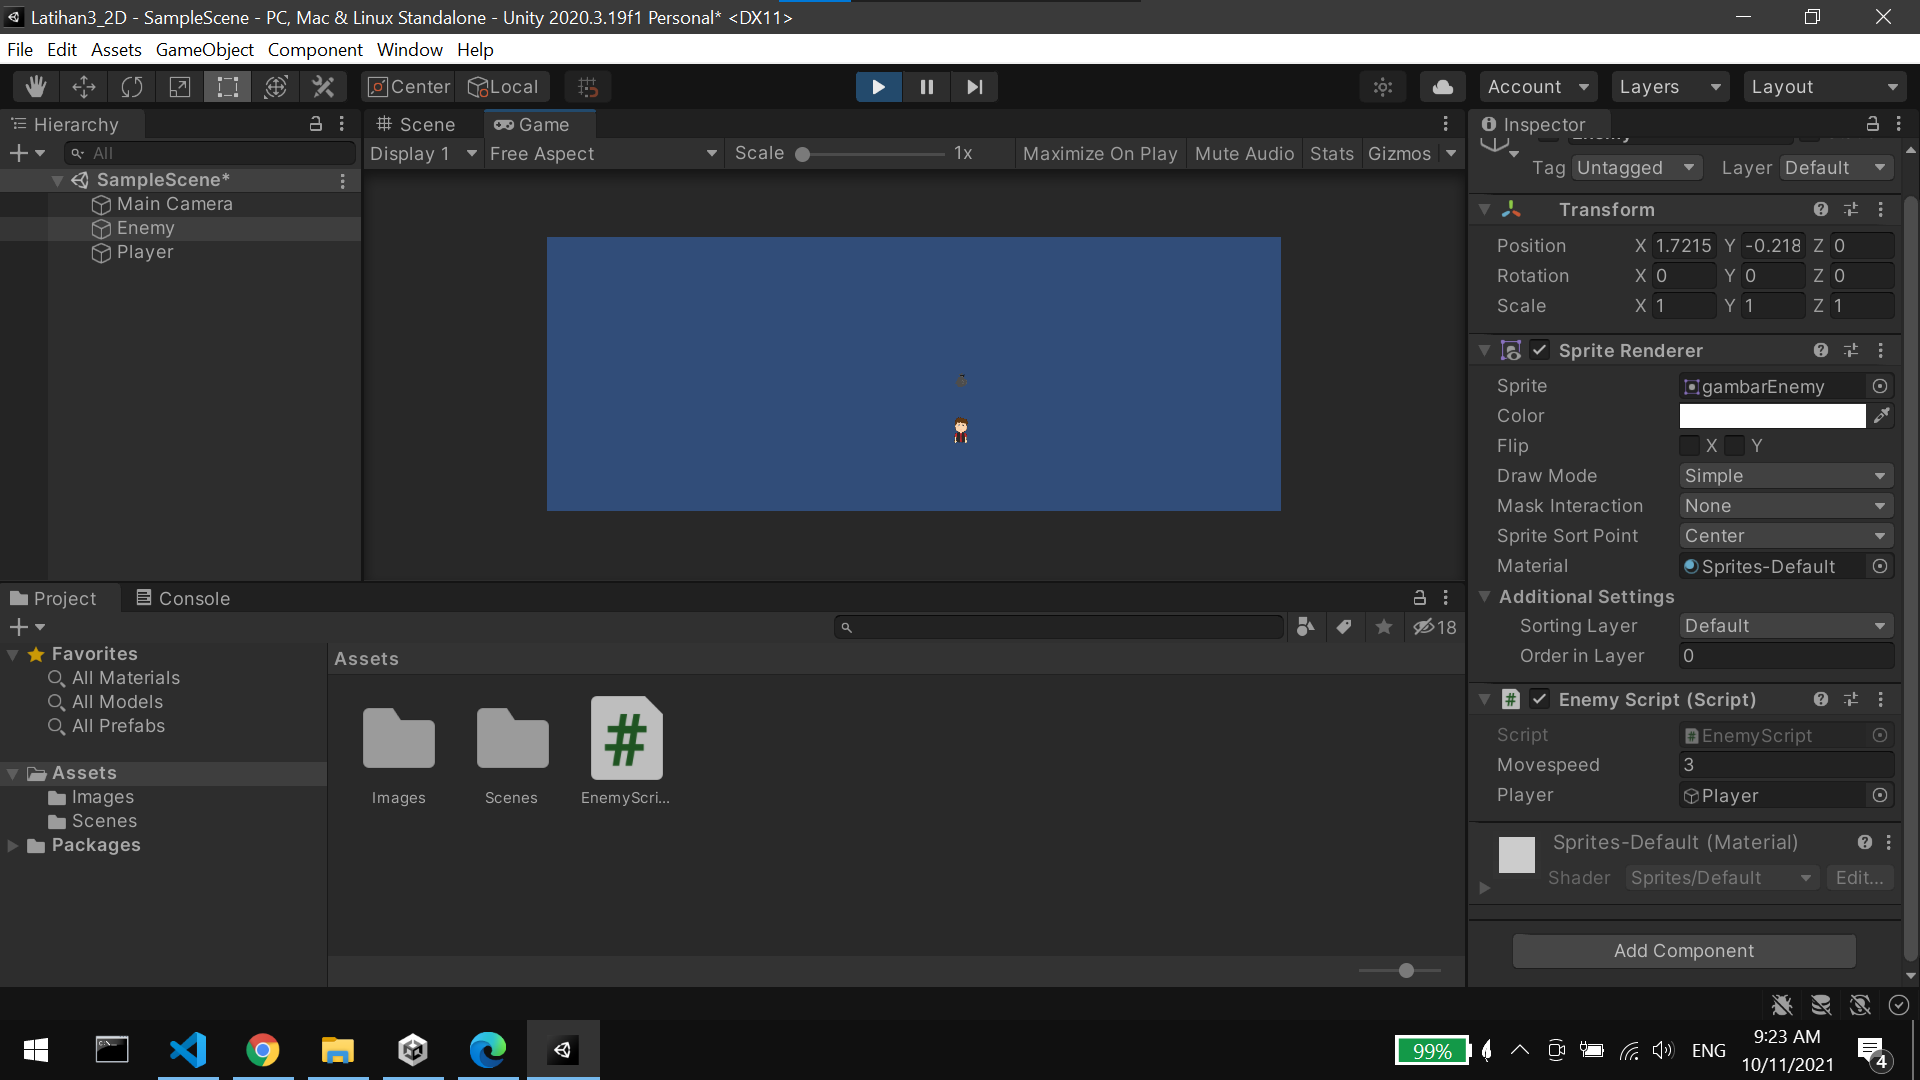 Latihan3_2D - SampleScene - PC, Mac & Linux Standalone - Unity 2020.3.19f1 Personal* <DX11>
File Edit Assets GameObject Component Window Help
Center Local Account Layers Layout
Hierarchy
All
SampleScene*
Main Camera
Enemy
Player
Scene Game
Display 1 Free Aspect Scale 1x Maximize On Play Mute Audio Stats Gizmos
Inspector
Tag Untagged Layer Default
Transform
Position X 1.7215 Y -0.218 Z 0
Rotation X 0 Y 0 Z 0
Scale X 1 Y 1 Z 1
Sprite Renderer
Sprite gambarEnemy
Color
Flip X Y
Draw Mode Simple
Mask Interaction None
Sprite Sort Point Center
Material Sprites-Default
Additional Settings
Sorting Layer Default
Order in Layer 0
Enemy Script (Script)
Script EnemyScript
Movespeed 3
Player Player
Sprites-Default (Material)
Shader Sprites/Default Edit...
Add Component
Project Console
18
Favorites
All Materials
All Models
All Prefabs
Assets
Images
Scenes
Packages
Assets
Images Scenes EnemyScri...
99% ENG 9:23 AM
10/11/2021 4